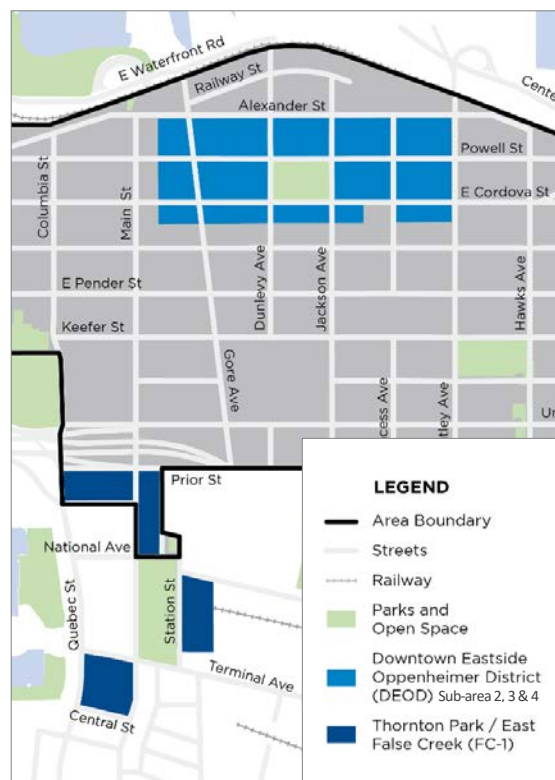 E Waterfront Rd
Railway St
Alexander St
Powell St
E Cordova St
Columbia St
Main St
Dunlevy Ave
Jackson Ave
Hawks Ave
E Pender St
Keefer St
Gore Ave
Prior St
National Ave
Quebec St
Station St
Terminal Ave
Central St
LEGEND
Area Boundary
Streets
Railway
Parks and
Open Space
Downtown Eastside
Oppenheimer District
(DEOD) Sub-area 2, 3 & 4
Thornton Park / East
False Creek (FC-1)